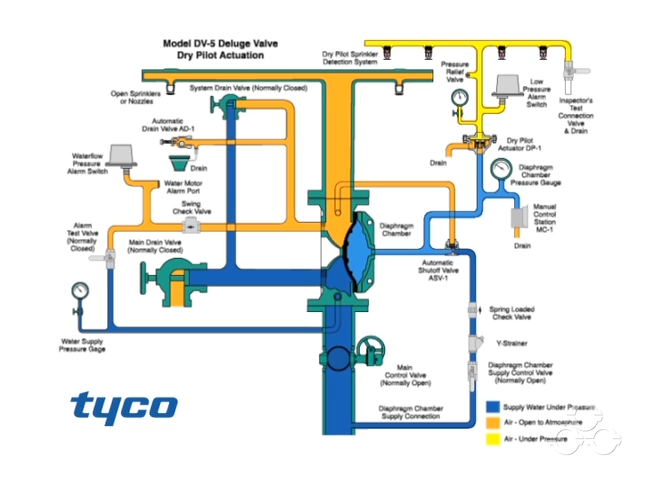 Model DV-5 Deluge Valve
Dry Pilot Actuation
Dry Pilot Sprinkler
Detection System
Pressure
Relief
Valve
Low
Pressure
Alarm
Switch
Inspector's
Test
Connection
Valve
& Drain
System Drain Valve (Normally Closed)
Open Sprinklers
or Nozzles
Automatic
Drain Valve AD-1
Drain
Waterflow
Pressure
Alarm Switch
Water Motor
Alarm Port
Dry Pilot
Actuator DP-1
Drain
Diaphragm
Chamber
Pressure Gauge
Swing
Check Valve
Manual
Control
Station
MC-1
Drain
Alarm
Test Valve
(Normally
Closed)
Main Drain Valve
(Normally Closed)
Diaphragm
Chamber
Automatic
Shutoff Valve
ASV-1
Spring Loaded
Check Valve
Water Supply
Pressure Gage
Y-Strainer
Main
Control Valve
(Normally Open)
Diaphragm Chamber
Supply Control Valve
(Normally Open)
Diaphragm Chamber
Supply Connection
tyco
Supply Water Under Pressure
Air - Open to Atmosphere
Air - Under Pressure